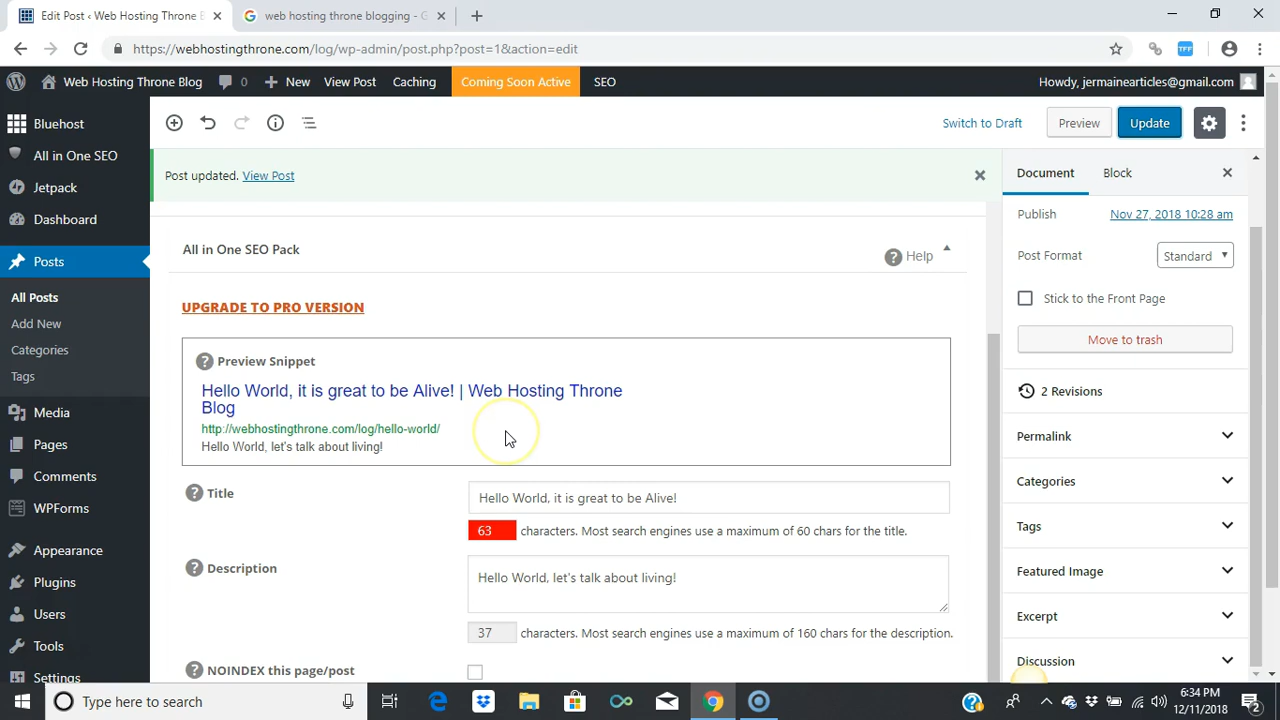 Edit Post ‹ Web Hosting Throne B
web hosting throne blogging - G
https://webhostingthrone.com/log/wp-admin/post.php?post=1&action=edit
Web Hosting Throne Blog
0
New
View Post
Caching
Coming Soon Active
SEO
Howdy, jermainearticles@gmail.com
Bluehost
All in One SEO
Jetpack
Dashboard
Posts
All Posts
Add New
Categories
Tags
Media
Pages
Comments
WPForms
Appearance
Plugins
Users
Tools
Settings
Switch to Draft
Preview
Update
Post updated. View Post
All in One SEO Pack
Help
UPGRADE TO PRO VERSION
Preview Snippet
Hello World, it is great to be Alive! | Web Hosting Throne
Blog
http://webhostingthrone.com/log/hello-world/
Hello World, let's talk about living!
Title
Hello World, it is great to be Alive!
63 characters. Most search engines use a maximum of 60 chars for the title.
Description
Hello World, let's talk about living!
37 characters. Most search engines use a maximum of 160 chars for the description.
NOINDEX this page/post
Document
Block
Publish
Nov 27, 2018 10:28 am
Post Format
Standard
Stick to the Front Page
Move to trash
2 Revisions
Permalink
Categories
Tags
Featured Image
Excerpt
Discussion
Type here to search
6:34 PM
12/11/2018
2